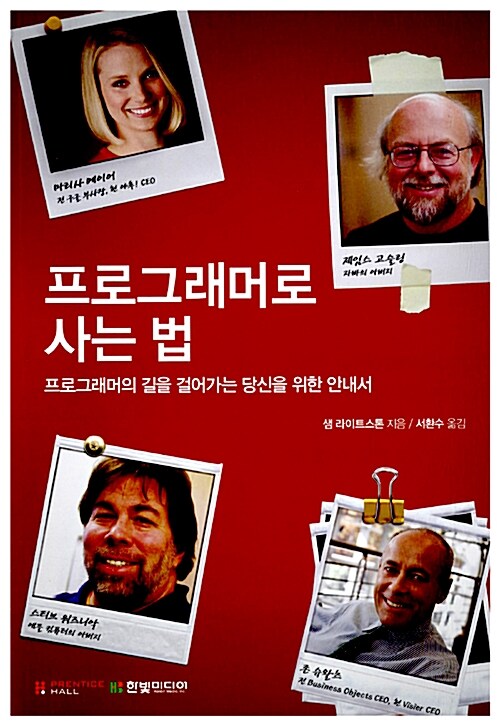 마리사 메이어
전 구글 부사장, 현 야후! CEO
제임스 고슬링
자바의 아버지
프로그래머로
사는 법
프로그래머의 길을 걸어가는 당신을 위한 안내서
샘 라이트스톤 지음 / 서환수 옮김
스티브 워즈니악
애플 컴퓨터의 아버지
존 슈왈츠
전 Business Objects CEO, 현 Visier CEO
PRENTICE
HALL
한빛미디어